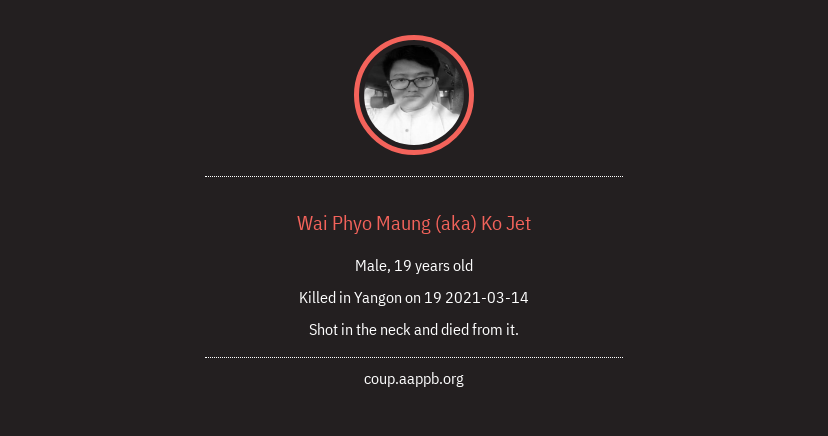 Wai Phyo Maung (aka) Ko Jet
Male, 19 years old
Killed in Yangon on 19 2021-03-14
Shot in the neck and died from it.
coup.aappb.org